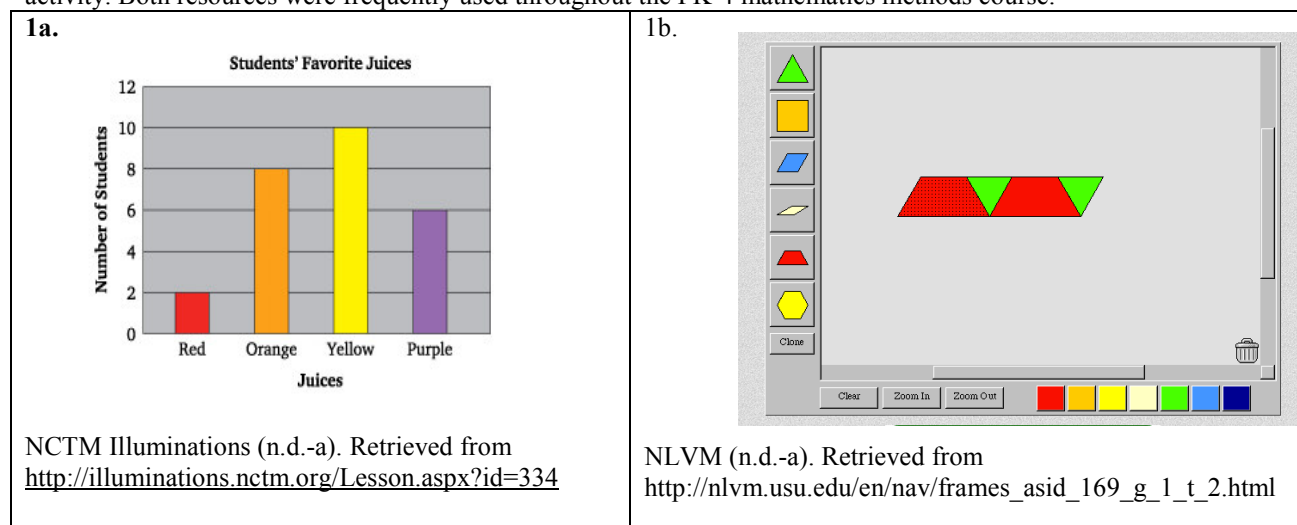 activity. Both resources were frequently used throughout the PK-4 mathematics methods course.
1a.
Students' Favorite Juices
Number of Students
12
10
8
6
4
2
0
Red Orange Yellow Purple
Juices
NCTM Illuminations (n.d.-a). Retrieved from
http://illuminations.nctm.org/Lesson.aspx?id=334
1b.
Clone
Clear Zoom In Zoom Out
NLVM (n.d.-a). Retrieved from
http://nlvm.usu.edu/en/nav/frames_asid_169_g_1_t_2.html